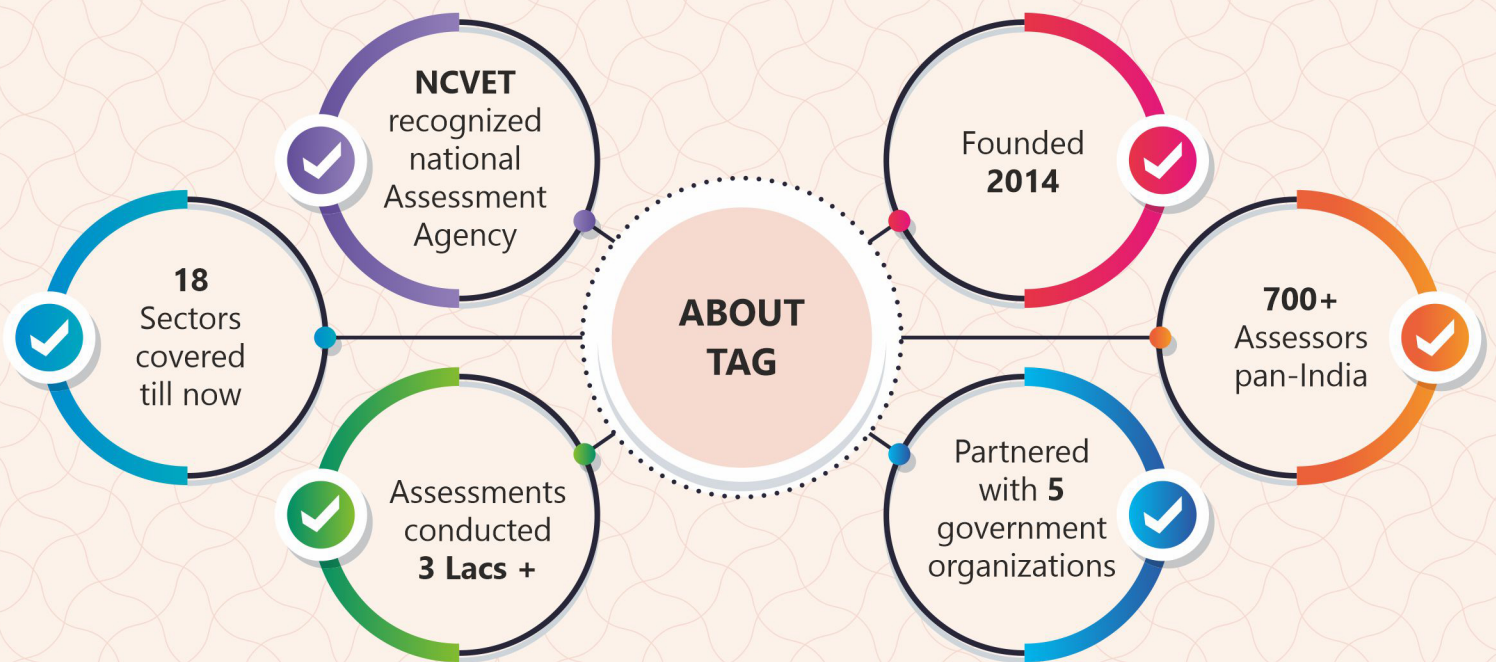 NCVET
recognized
national
Assessment
Agency
Founded
2014
18
Sectors
covered
till now
ABOUT
TAG
700+
Assessors
pan-India
Assessments
conducted
3 Lacs +
Partnered
with 5
government
organizations